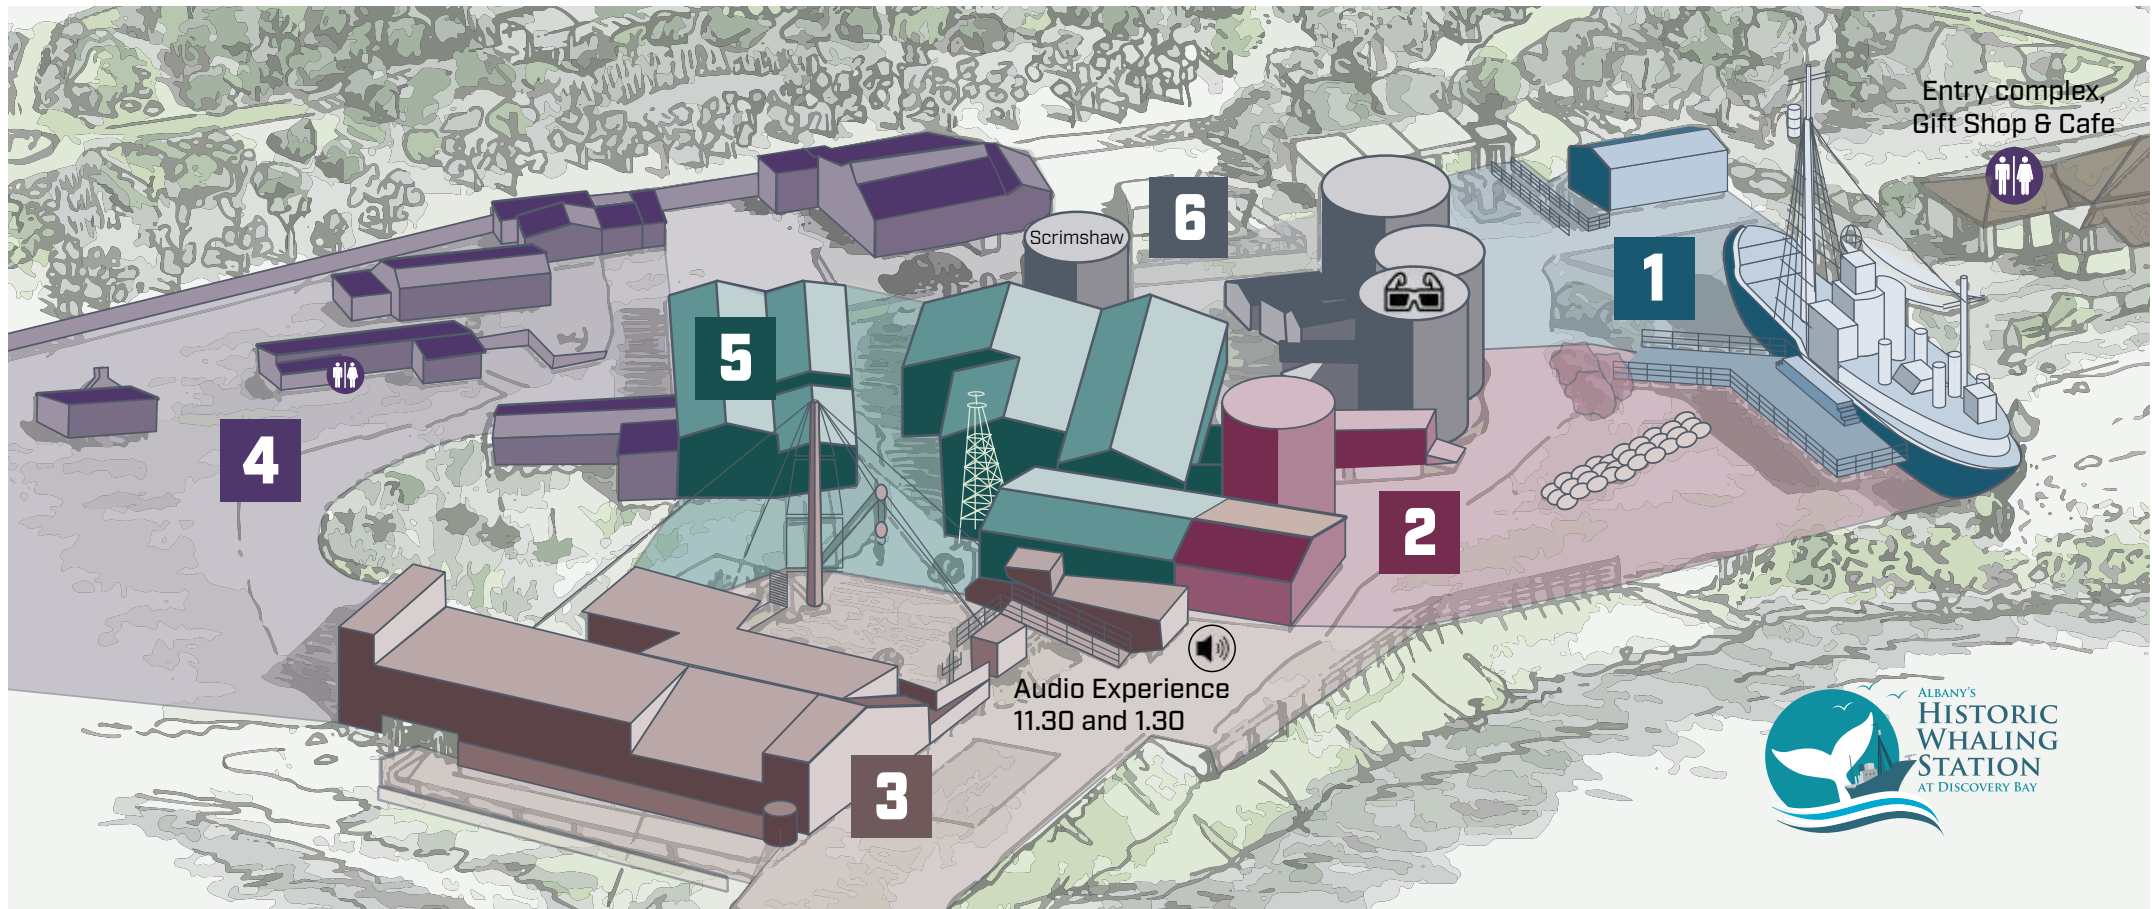 Entry complex,
Gift Shop & Cafe
6
Scrimshaw
1
5
4
2
Audio Experience
11.30 and 1.30
3
ALBANY'S
HISTORIC
WHALING
STATION
AT DISCOVERY BAY